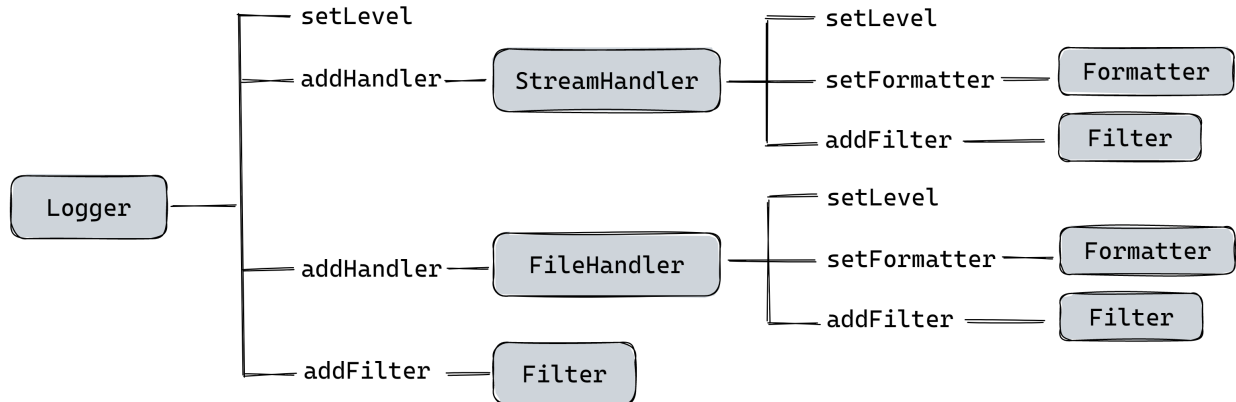 setLevel
addHandler
StreamHandler
setLevel
setFormatter
Formatter
addFilter
Filter
Logger
addHandler
FileHandler
setLevel
setFormatter
Formatter
addFilter
Filter
addFilter
Filter